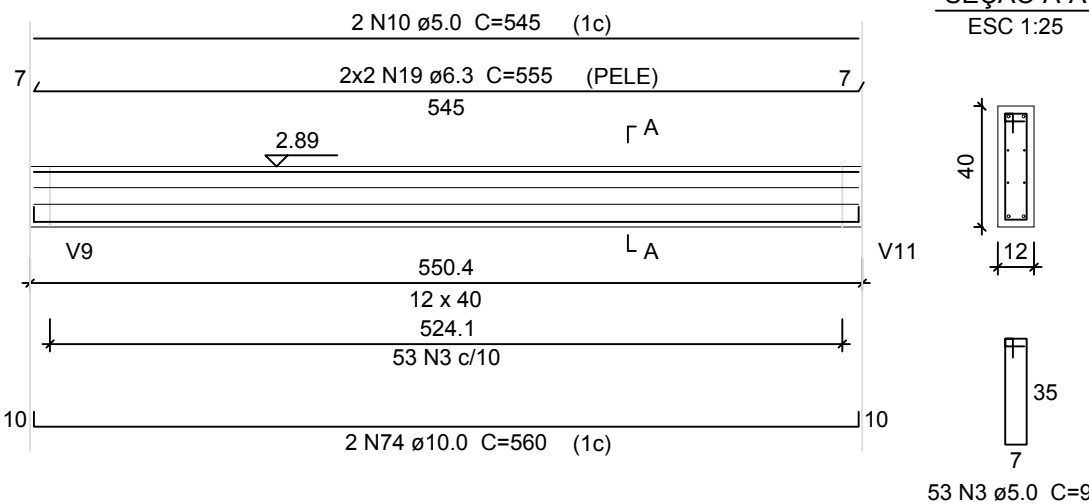 2 N10 ø5.0 C=545 (1c)
7
2x2 N19 ø6.3 C=555 (PELE)
7
545
A
2.89
A
V9
V11
550.4
12 x 40
524.1
53 N3 c/10
10
10
2 N74 ø10.0 C=560 (1c)
ESC 1:25
40
12
35
7
53 N3 ø5.0 C=9